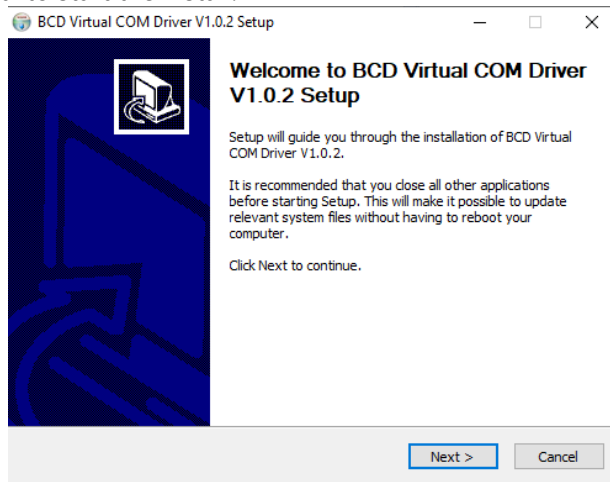 BCD Virtual COM Driver V1.0.2 Setup
Welcome to BCD Virtual COM Driver
V1.0.2 Setup
Setup will guide you through the installation of BCD Virtual
COM Driver V1.0.2.
It is recommended that you close all other applications
before starting Setup. This will make it possible to update
relevant system files without having to reboot your
computer.
Click Next to continue.
Next >
Cancel